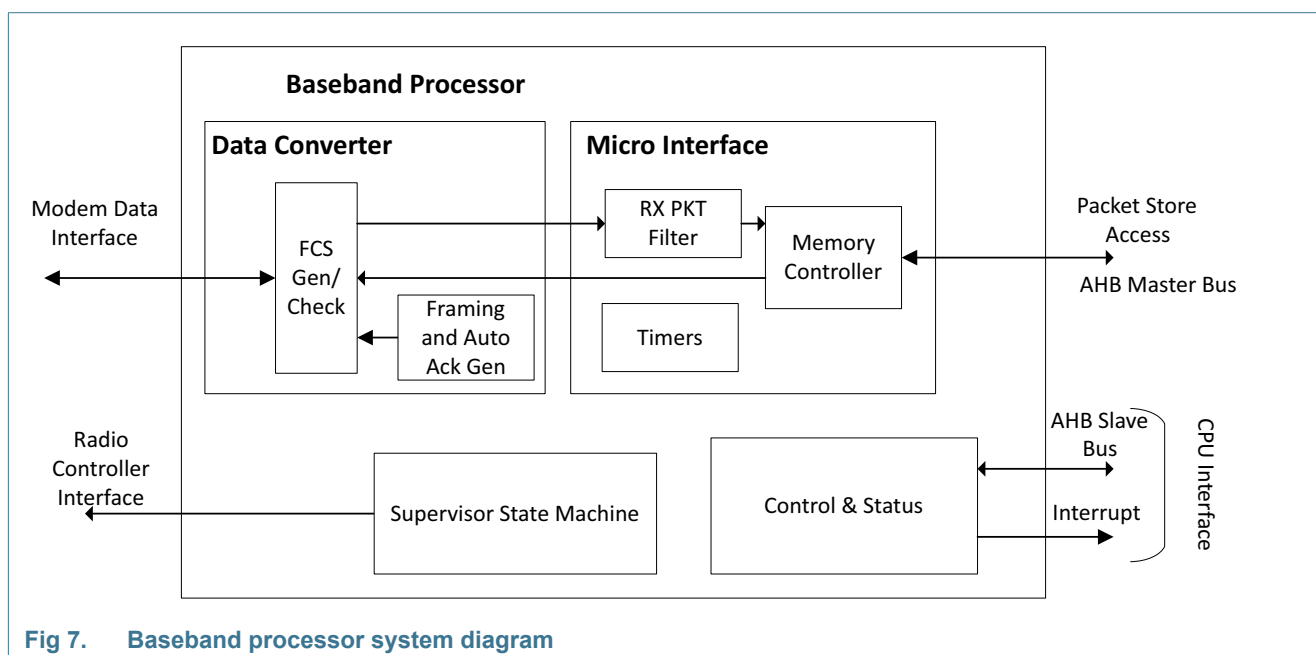 Baseband Processor
Data Converter
Micro Interface
Modem Data
Interface
FCS
Gen/
Check
Framing
and Auto
Ack Gen
RX PKT
Filter
Memory
Controller
Timers
Packet Store
Access
AHB Master Bus
Radio
Controller
Interface
Supervisor State Machine
Control & Status
AHB Slave
Bus
Interrupt
CPU Interface
Fig 7. Baseband processor system diagram